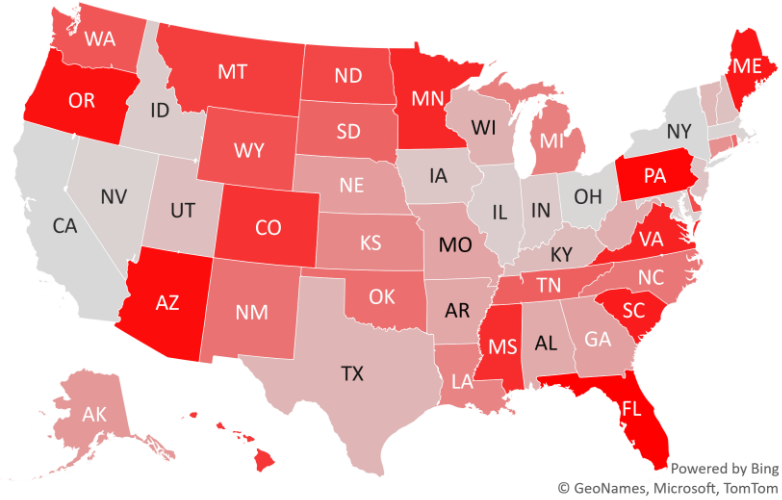 WA
MT
ND
MN
ME
OR
ID
SD
WI
MI
NY
WY
IA
PA
NE
NV
UT
CO
IL
IN
OH
CA
KS
MO
KY
VA
AZ
NM
OK
AR
TN
NC
SC
TX
LA
MS
AL
GA
AK
FL
Powered by Bing
© GeoNames, Microsoft, TomTom